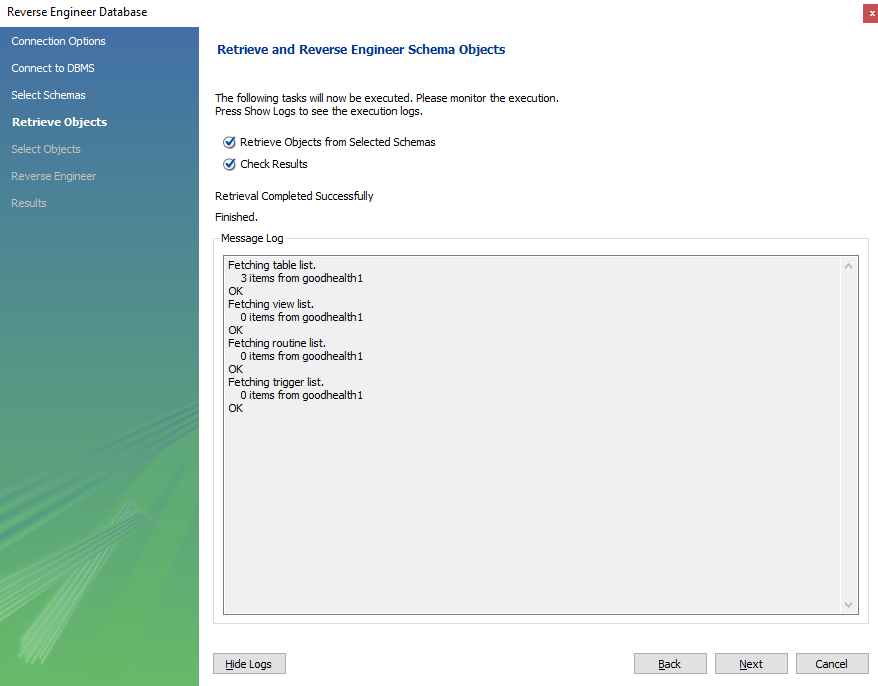 Reverse Engineer Database
x
Connection Options
Connect to DBMS
Select Schemas
Retrieve Objects
Select Objects
Reverse Engineer
Results
Retrieve and Reverse Engineer Schema Objects
The following tasks will now be executed. Please monitor the execution.
Press Show Logs to see the execution logs.
Retrieve Objects from Selected Schemas
Check Results
Retrieval Completed Successfully
Finished.
Message Log
Fetching table list.
3 items from goodhealth1
OK
Fetching view list.
0 items from goodhealth1
OK
Fetching routine list.
0 items from goodhealth1
OK
Fetching trigger list.
0 items from goodhealth1
OK
Hide Logs
Back
Next
Cancel